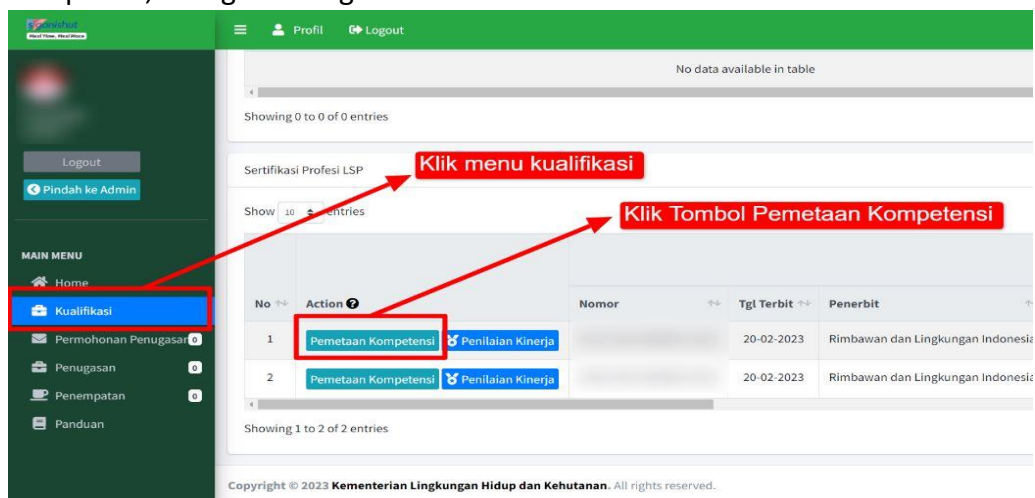 Real Time, Real Place
Profil
Logout
No data available in table
Showing 0 to 0 of 0 entries
Logout
Pindah ke Admin
Sertifikasi Profesi LSP
Klik menu kualifikasi
Show 10 entries
Klik Tombol Pemetaan Kompetensi
MAIN MENU
Home
Kualifikasi
Permohonan Penugasan 0
Penugasan 0
Penempatan 0
Panduan
No Action Nomor Tgl Terbit Penerbit
1 Pemetaan Kompetensi Penilaian Kinerja 20-02-2023 Rimbawan dan Lingkungan Indonesia
2 Pemetaan Kompetensi Penilaian Kinerja 20-02-2023 Rimbawan dan Lingkungan Indonesia
Showing 1 to 2 of 2 entries
Copyright © 2023 Kementerian Lingkungan Hidup dan Kehutanan. All rights reserved.